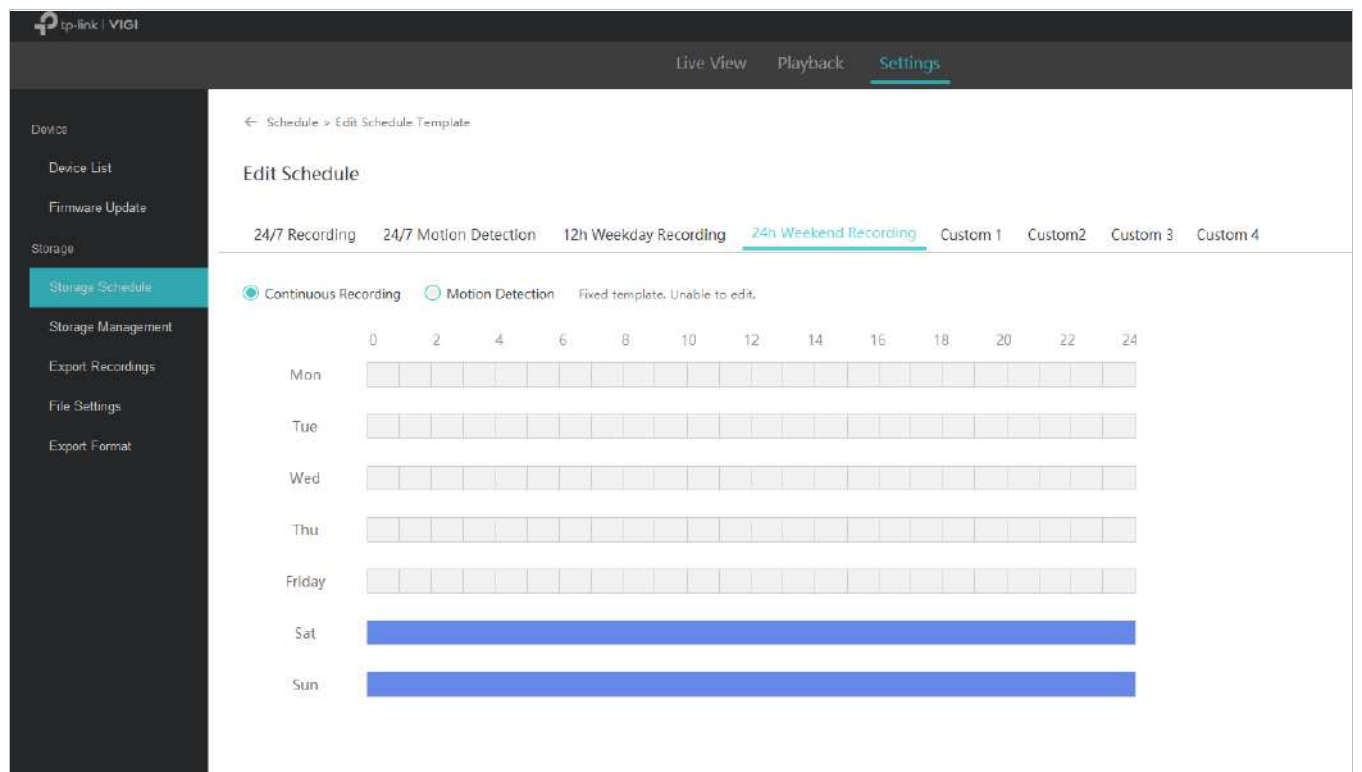 tp-link | VIGI
Live View Playback Settings
Device
Device List
Firmware Update
Storage
Storage Schedule
Storage Management
Export Recordings
File Settings
Export Format
← Schedule > Edit Schedule Template
Edit Schedule
24/7 Recording 24/7 Motion Detection 12h Weekday Recording 24h Weekend Recording Custom 1 Custom2 Custom 3 Custom 4
Continuous Recording Motion Detection Fixed template. Unable to edit.
0 2 4 6 8 10 12 14 16 18 20 22 24
Mon
Tue
Wed
Thu
Friday
Sat
Sun